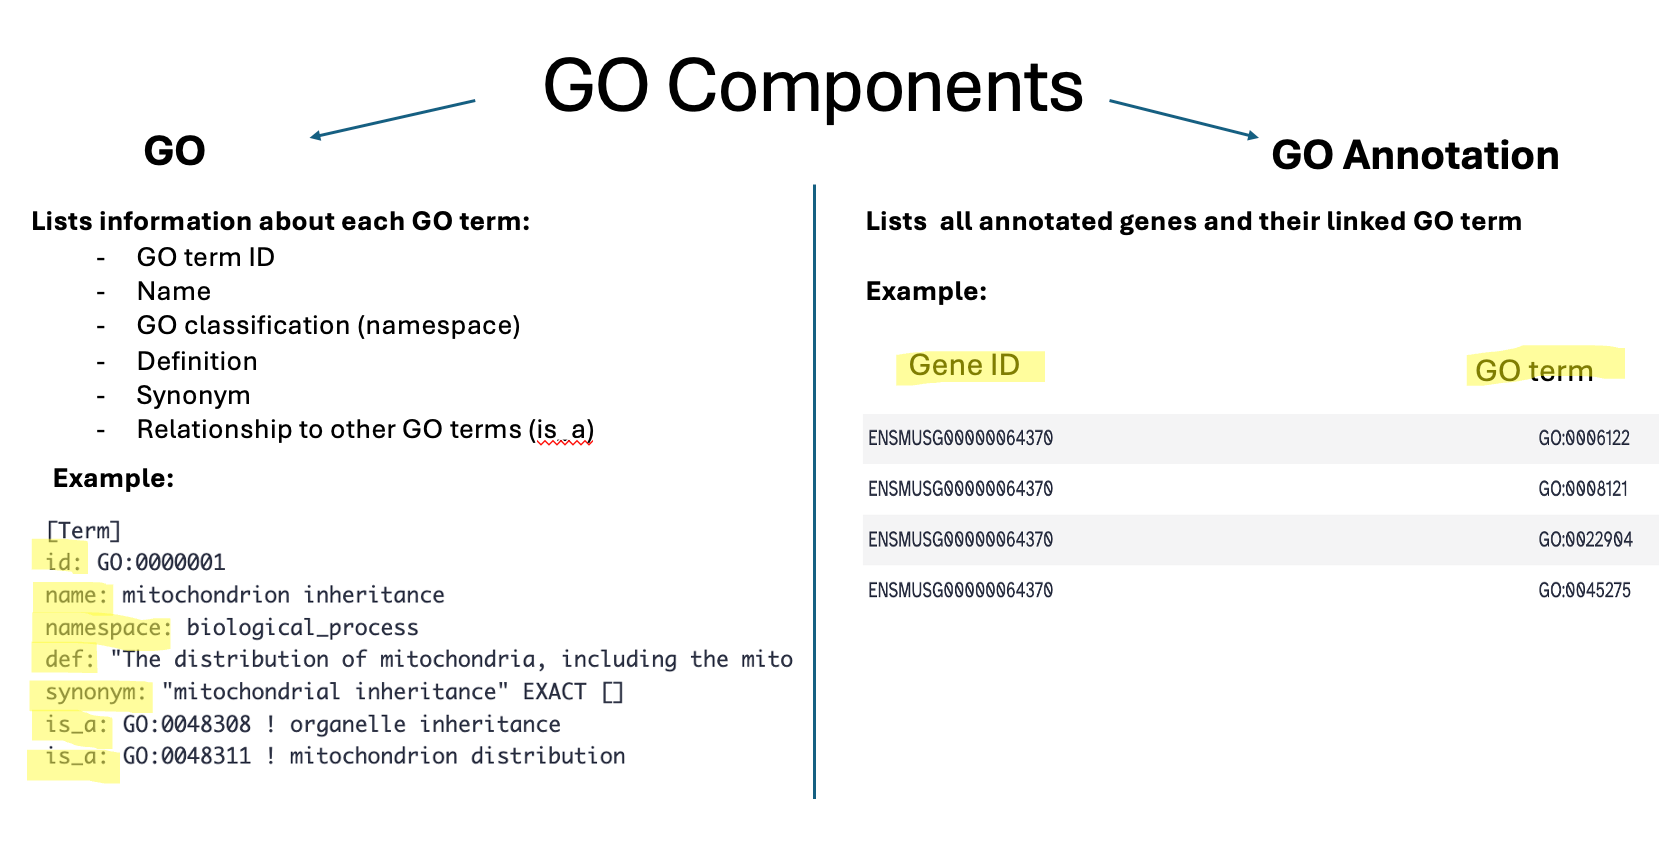 GO Components
GO
Lists information about each GO term:
- GO term ID
- Name
- GO classification (namespace)
- Definition
- Synonym
- Relationship to other GO terms (is_a)
Example:
[Term]
id: GO:0000001
name: mitochondrion inheritance
namespace: biological_process
def: "The distribution of mitochondria, including the mito
synonym: "mitochondrial inheritance" EXACT []
is_a: GO:0048308 ! organelle inheritance
is_a: GO:0048311 ! mitochondrion distribution
GO Annotation
Lists  all annotated genes and their linked GO term
Example:
Gene ID GO term
ENSMUSG00000064370 GO:0006122
ENSMUSG00000064370 GO:0008121
ENSMUSG00000064370 GO:0022904
ENSMUSG00000064370 GO:0045275